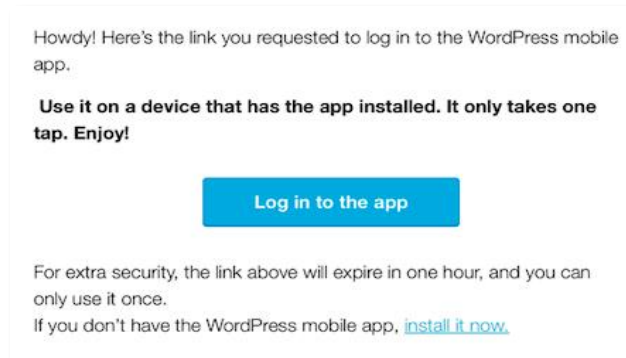 Howdy! Here's the link you requested to log in to the WordPress mobile
app.
Use it on a device that has the app installed. It only takes one
tap. Enjoy!
Log in to the app
For extra security, the link above will expire in one hour, and you can
only use it once.
If you don't have the WordPress mobile app, install it now.